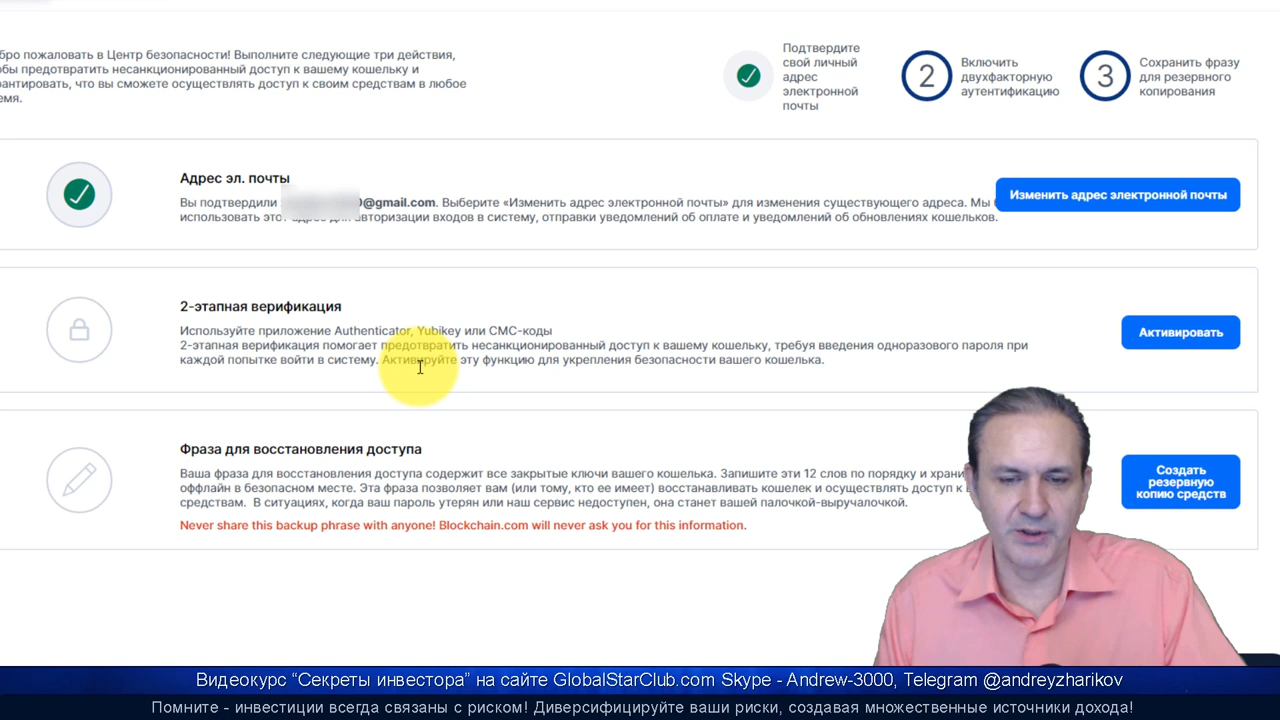 бро пожаловать в Центр безопасности! Выполните следующие три действия,
обы предотвратить несанкционированный доступ к вашему кошельку и
рантировать, что вы сможете осуществлять доступ к своим средствам в любое
емя.
Подтвердите
свой личный
адрес
электронной
почты
2
Включить
двухфакторную
аутентификацию
3
Сохранить фразу
для резервного
копирования
Адрес эл. почты
Вы подтвердили 0@gmail.com. Выберите «Изменить адрес электронной почты» для изменения существующего адреса. Мы
использовать этот адрес для авторизации входов в систему, отправки уведомлений об оплате и уведомлений об обновлениях кошельков.
Изменить адрес электронной почты
2-этапная верификация
Используйте приложение Authenticator, Yubikey или СМС-коды
2-этапная верификация помогает предотвратить несанкционированный доступ к вашему кошельку, требуя введения одноразового пароля при
каждой попытке войти в систему. Активируйте эту функцию для укрепления безопасности вашего кошелька.
Активировать
Фраза для восстановления доступа
Ваша фраза для восстановления доступа содержит все закрытые ключи вашего кошелька. Запишите эти 12 слов по порядку и храни
оффлайн в безопасном месте. Эта фраза позволяет вам (или тому, кто ее имеет) восстанавливать кошелек и осуществлять доступ к
средствам. В ситуациях, когда ваш пароль утерян или наш сервис недоступен, она станет вашей палочкой-выручалочкой.
Never share this backup phrase with anyone! Blockchain.com will never ask you for this information.
Создать
резервную
копию средств
Видеокурс “Секреты инвестора” на сайте GlobalStarClub.com Skype - Andrew-3000, Telegram @andreyzharikov
Помните - инвестиции всегда связаны с риском! Диверсифицируйте ваши риски, создавая множественные источники дохода!